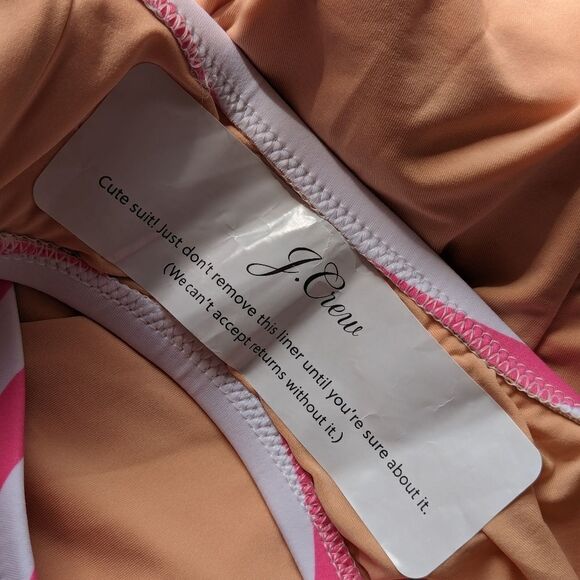 J.Crew
Cute suit! Just don't remove this liner until you're sure about it.
(We can't accept returns without it.)